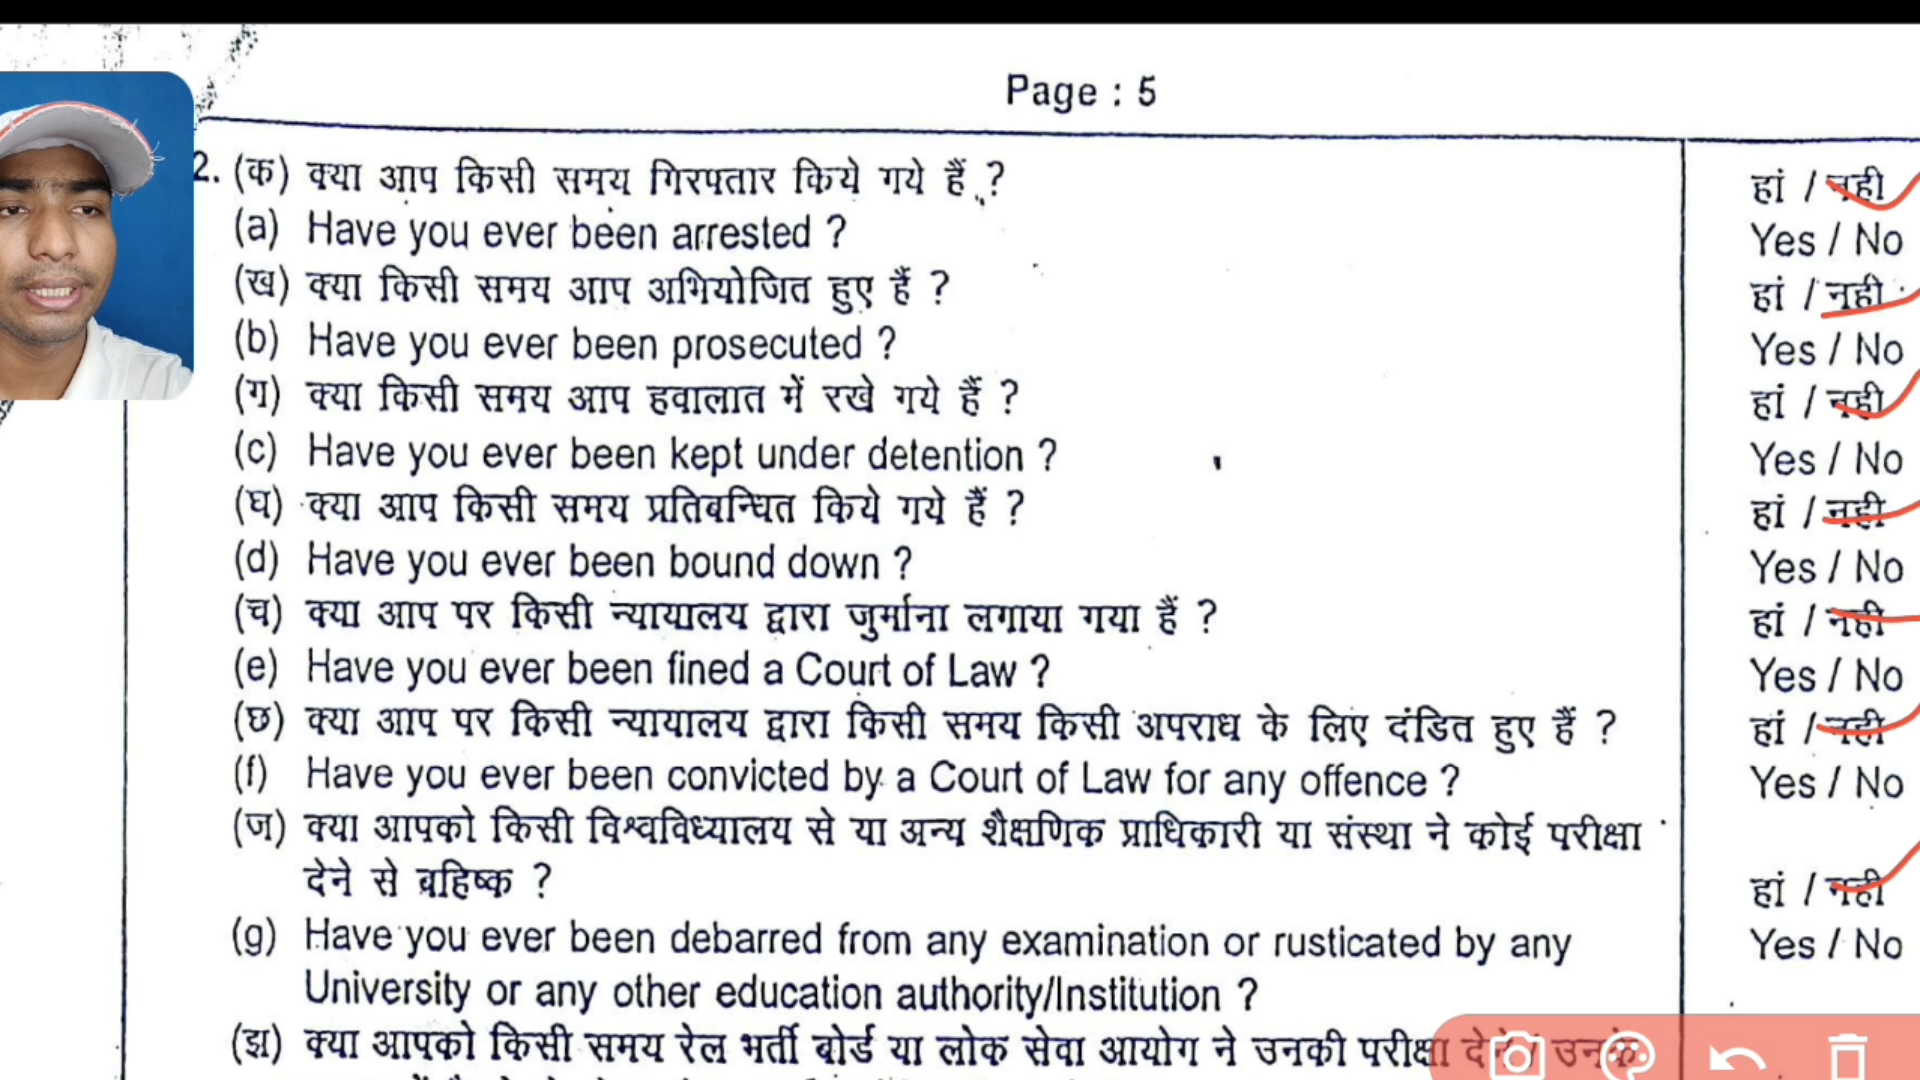 Page : 5
2. (क) क्या आप किसी समय गिरपतार किये गये हैं ? हां / नही
(a) Have you ever been arrested ? Yes / No
(ख) क्या किसी समय आप अभियोजित हुए हैं ? हां / नही
(b) Have you ever been prosecuted ? Yes / No
(ग) क्या किसी समय आप हवालात में रखे गये हैं ? हां / नही
(c) Have you ever been kept under detention ? Yes / No
(घ) क्या आप किसी समय प्रतिबन्धित किये गये हैं ? हां / नही
(d) Have you ever been bound down ? Yes / No
(च) क्या आप पर किसी न्यायालय द्वारा जुर्माना लगाया गया हैं ? हां / नही
(e) Have you ever been fined a Court of Law ? Yes / No
(छ) क्या आप पर किसी न्यायालय द्वारा किसी समय किसी अपराध के लिए दंडित हुए हैं ? हां / नही
(f) Have you ever been convicted by a Court of Law for any offence ? Yes / No
(ज) क्या आपको किसी विश्वविध्यालय से या अन्य शैक्षणिक प्राधिकारी या संस्था ने कोई परीक्षा
देने से बहिष्क ? हां / नही
(g) Have you ever been debarred from any examination or rusticated by any Yes / No
University or any other education authority/Institution ?
(झ) क्या आपको किसी समय रेल भर्ती बोर्ड या लोक सेवा आयोग ने उनकी परीक्षा देने / उनके